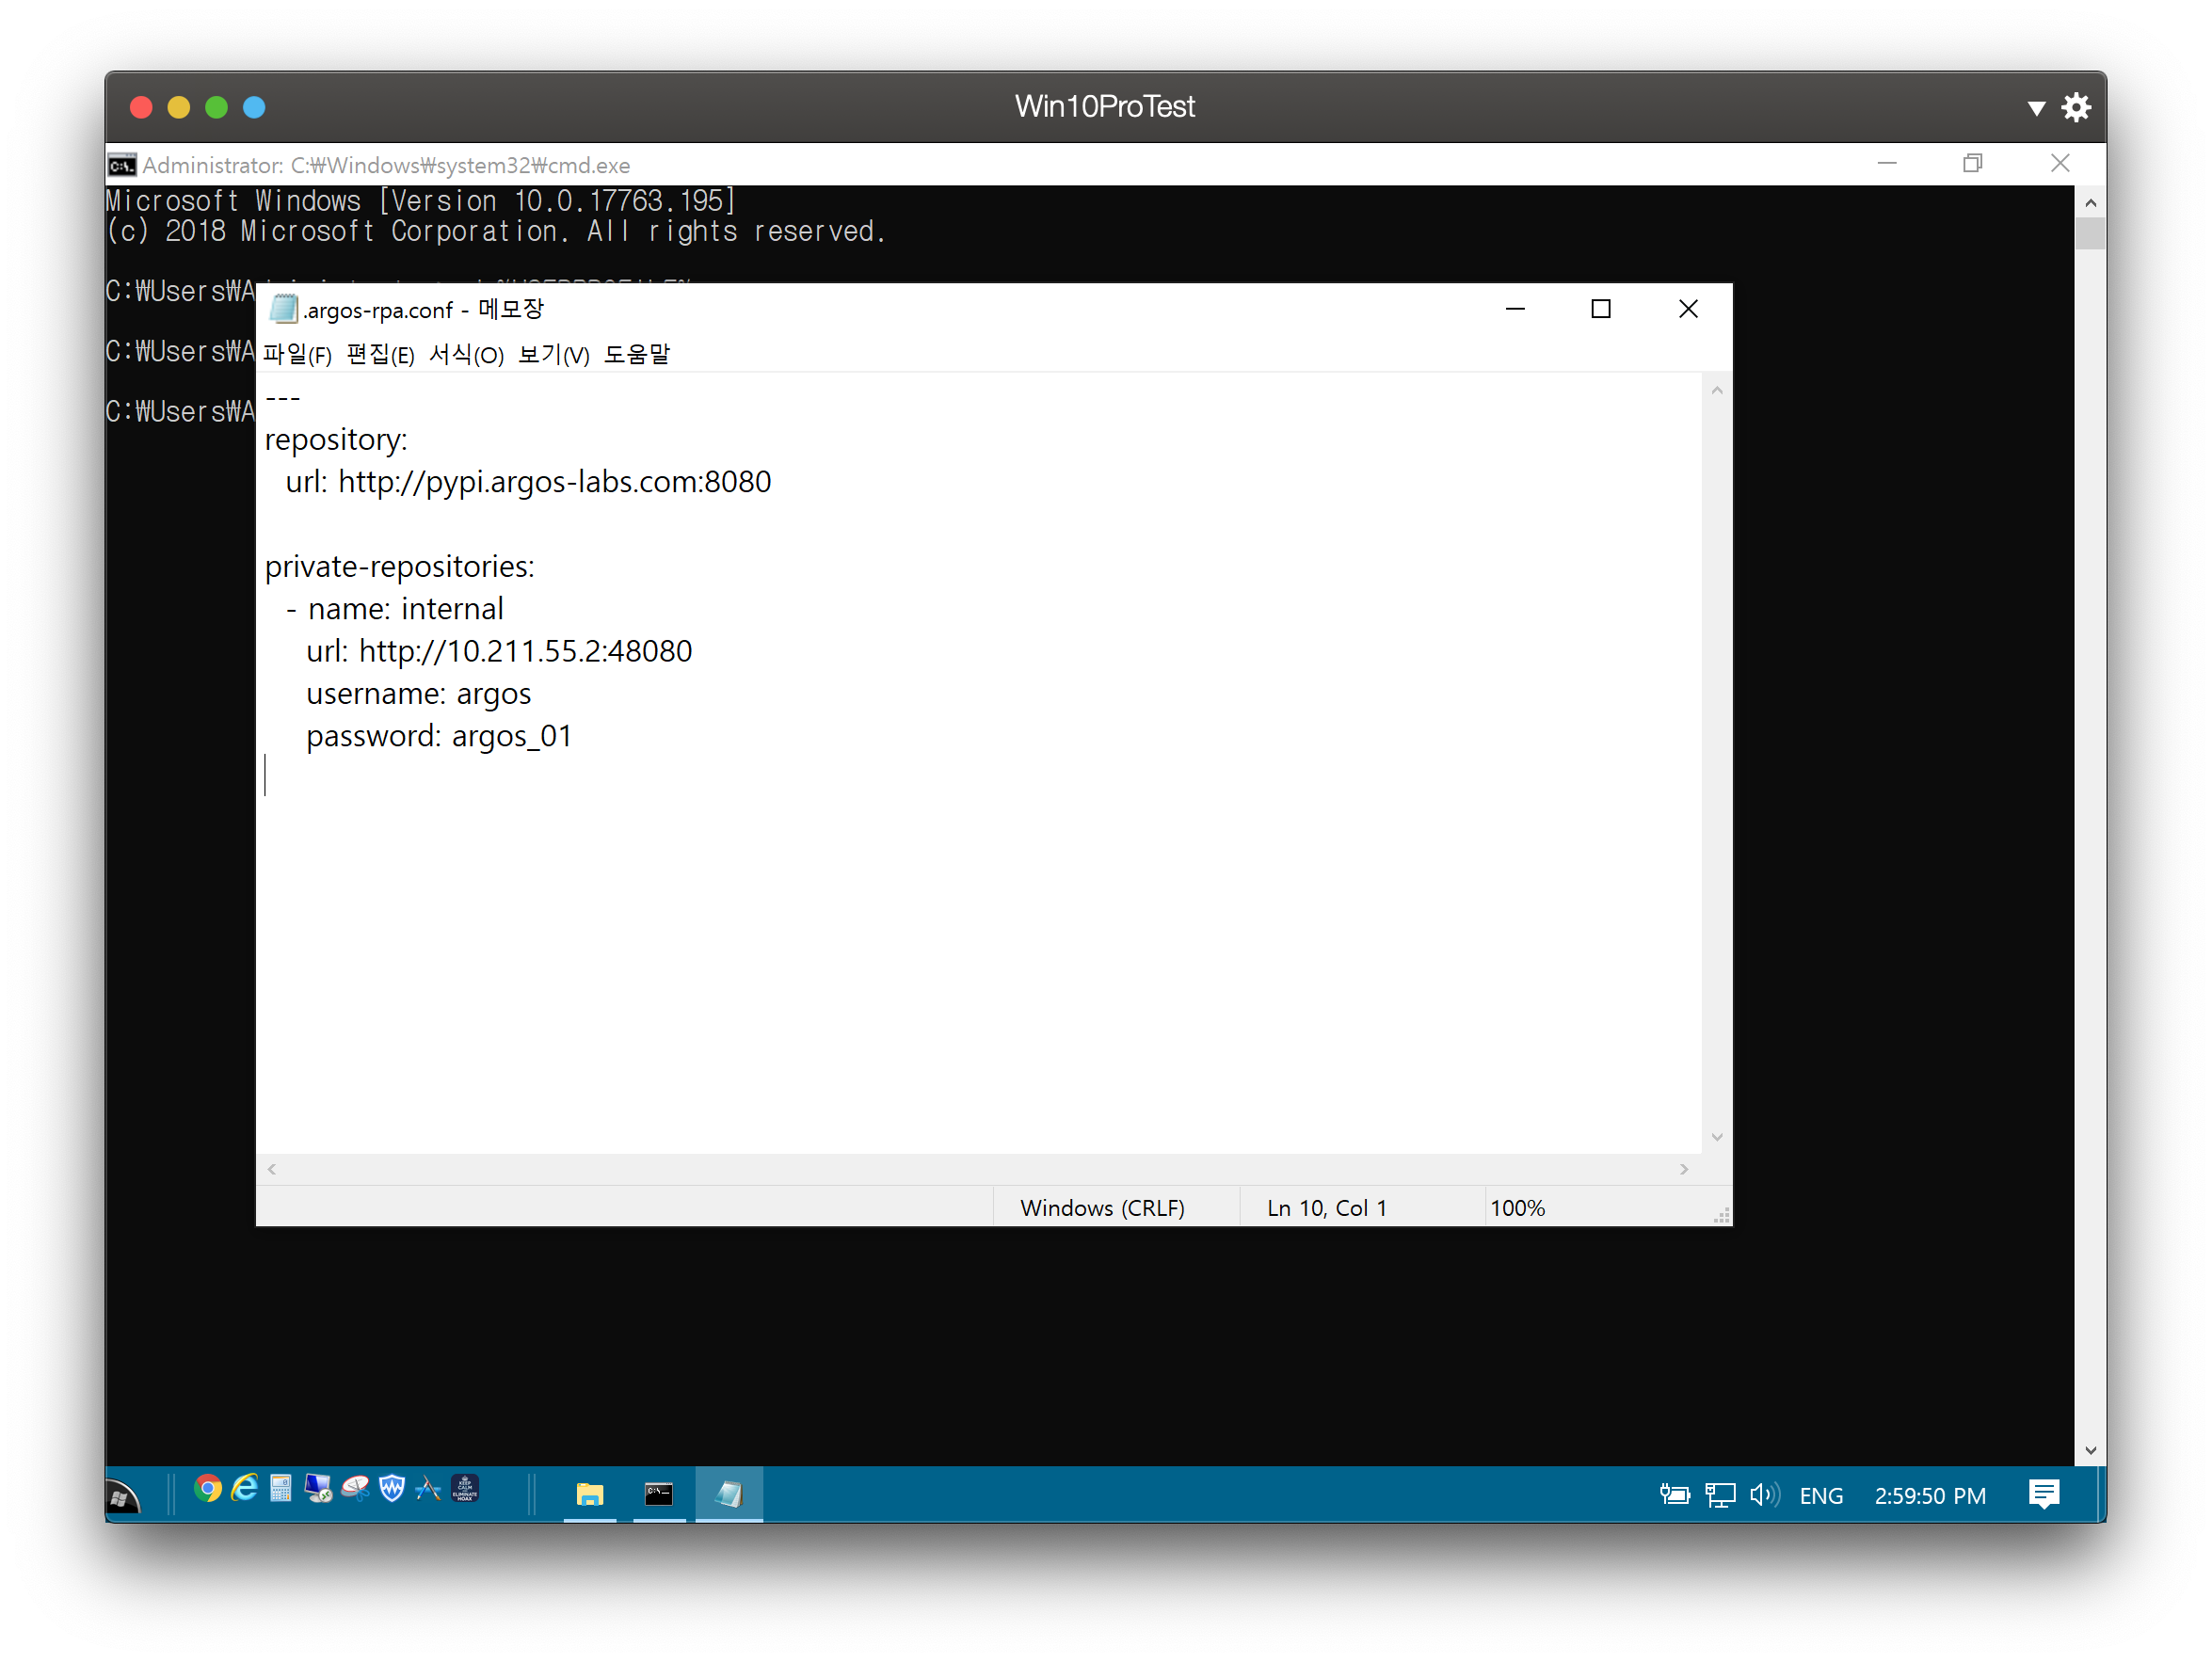 Win10ProTest
Administrator: C:₩Windows₩system32₩cmd.exe
Microsoft Windows [Version 10.0.17763.195]
(c) 2018 Microsoft Corporation. All rights reserved.
C:₩Users₩A
C:₩Users₩A
C:₩Users₩A
.argos-rpa.conf - 메모장
파일(F) 편집(E) 서식(O) 보기(V) 도움말
---
repository:
url: http://pypi.argos-labs.com:8080
private-repositories:
- name: internal
url: http://10.211.55.2:48080
username: argos
password: argos_01
Windows (CRLF) Ln 10, Col 1 100%
ENG 2:59:50 PM